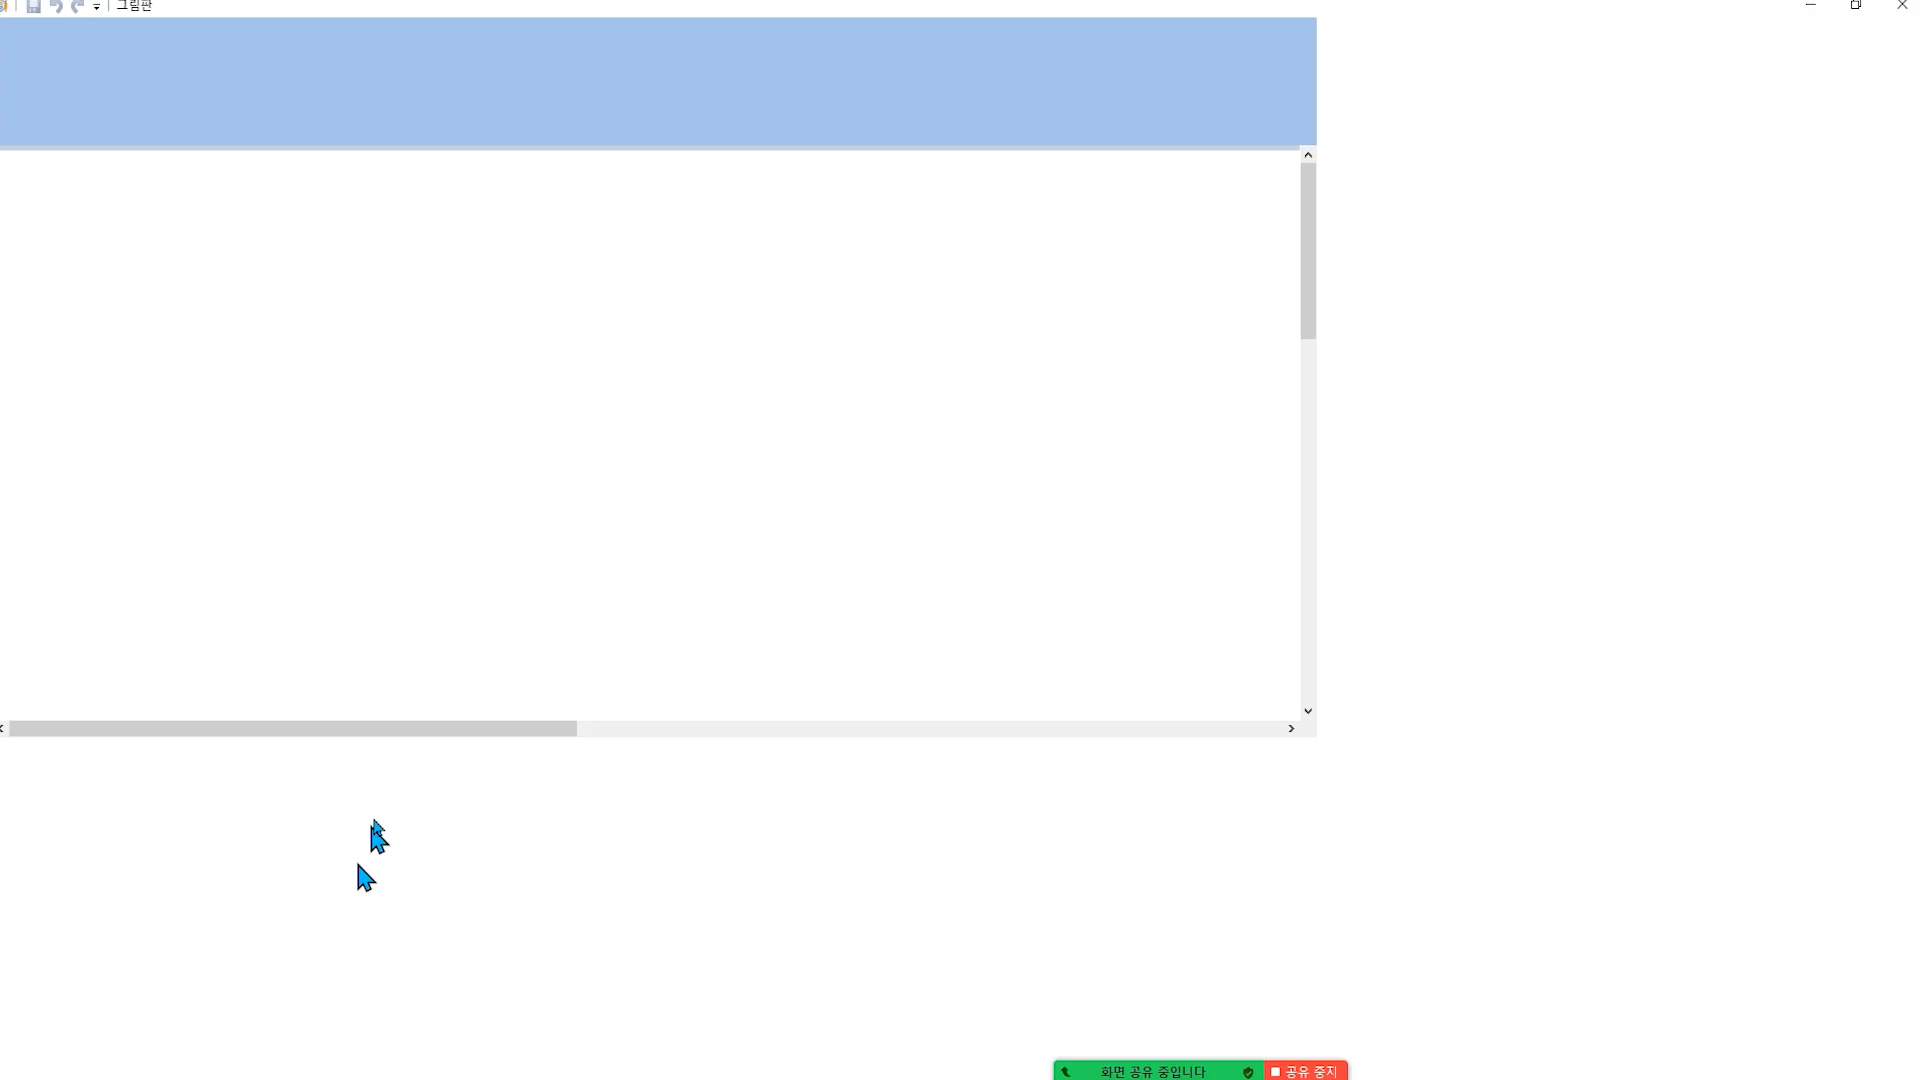 그림판
화면 공유 중입니다
공유 중지